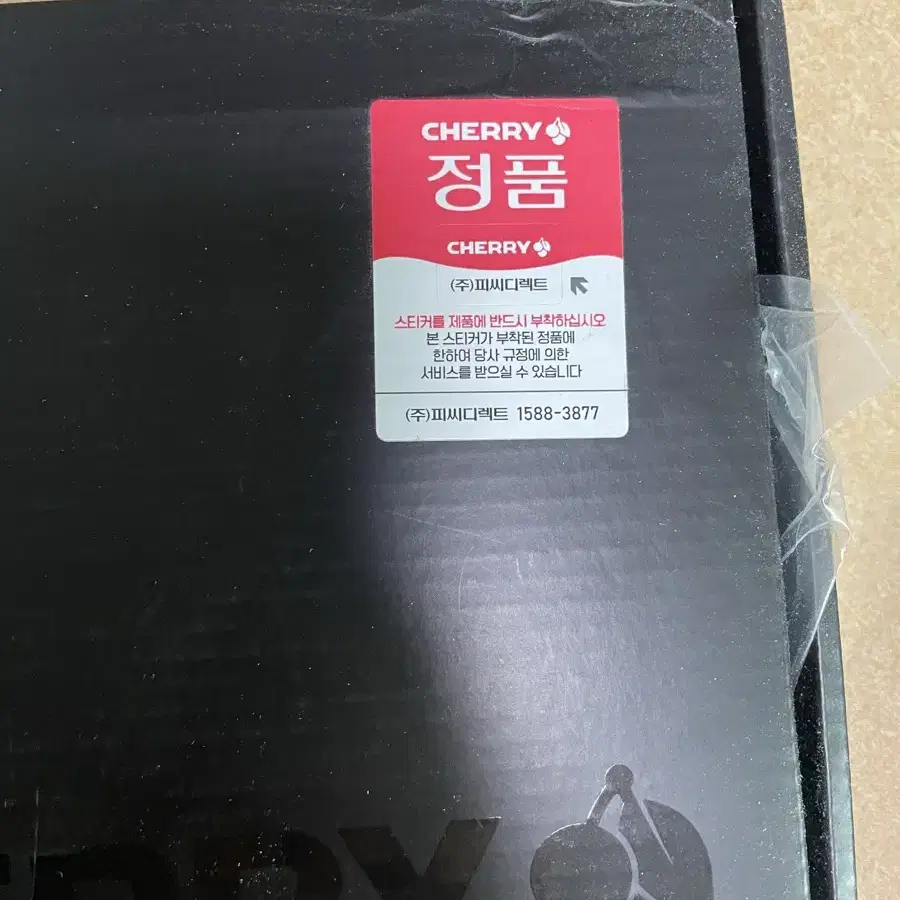 CHERRY
정품
CHERRY
(주)피씨디렉트
스티커를 제품에 반드시 부착하십시오
본 스티커가 부착된 정품에
한하여 당사 규정에 의한
서비스를 받으실 수 있습니다
(주)피씨디렉트 1588-3877
ERRY